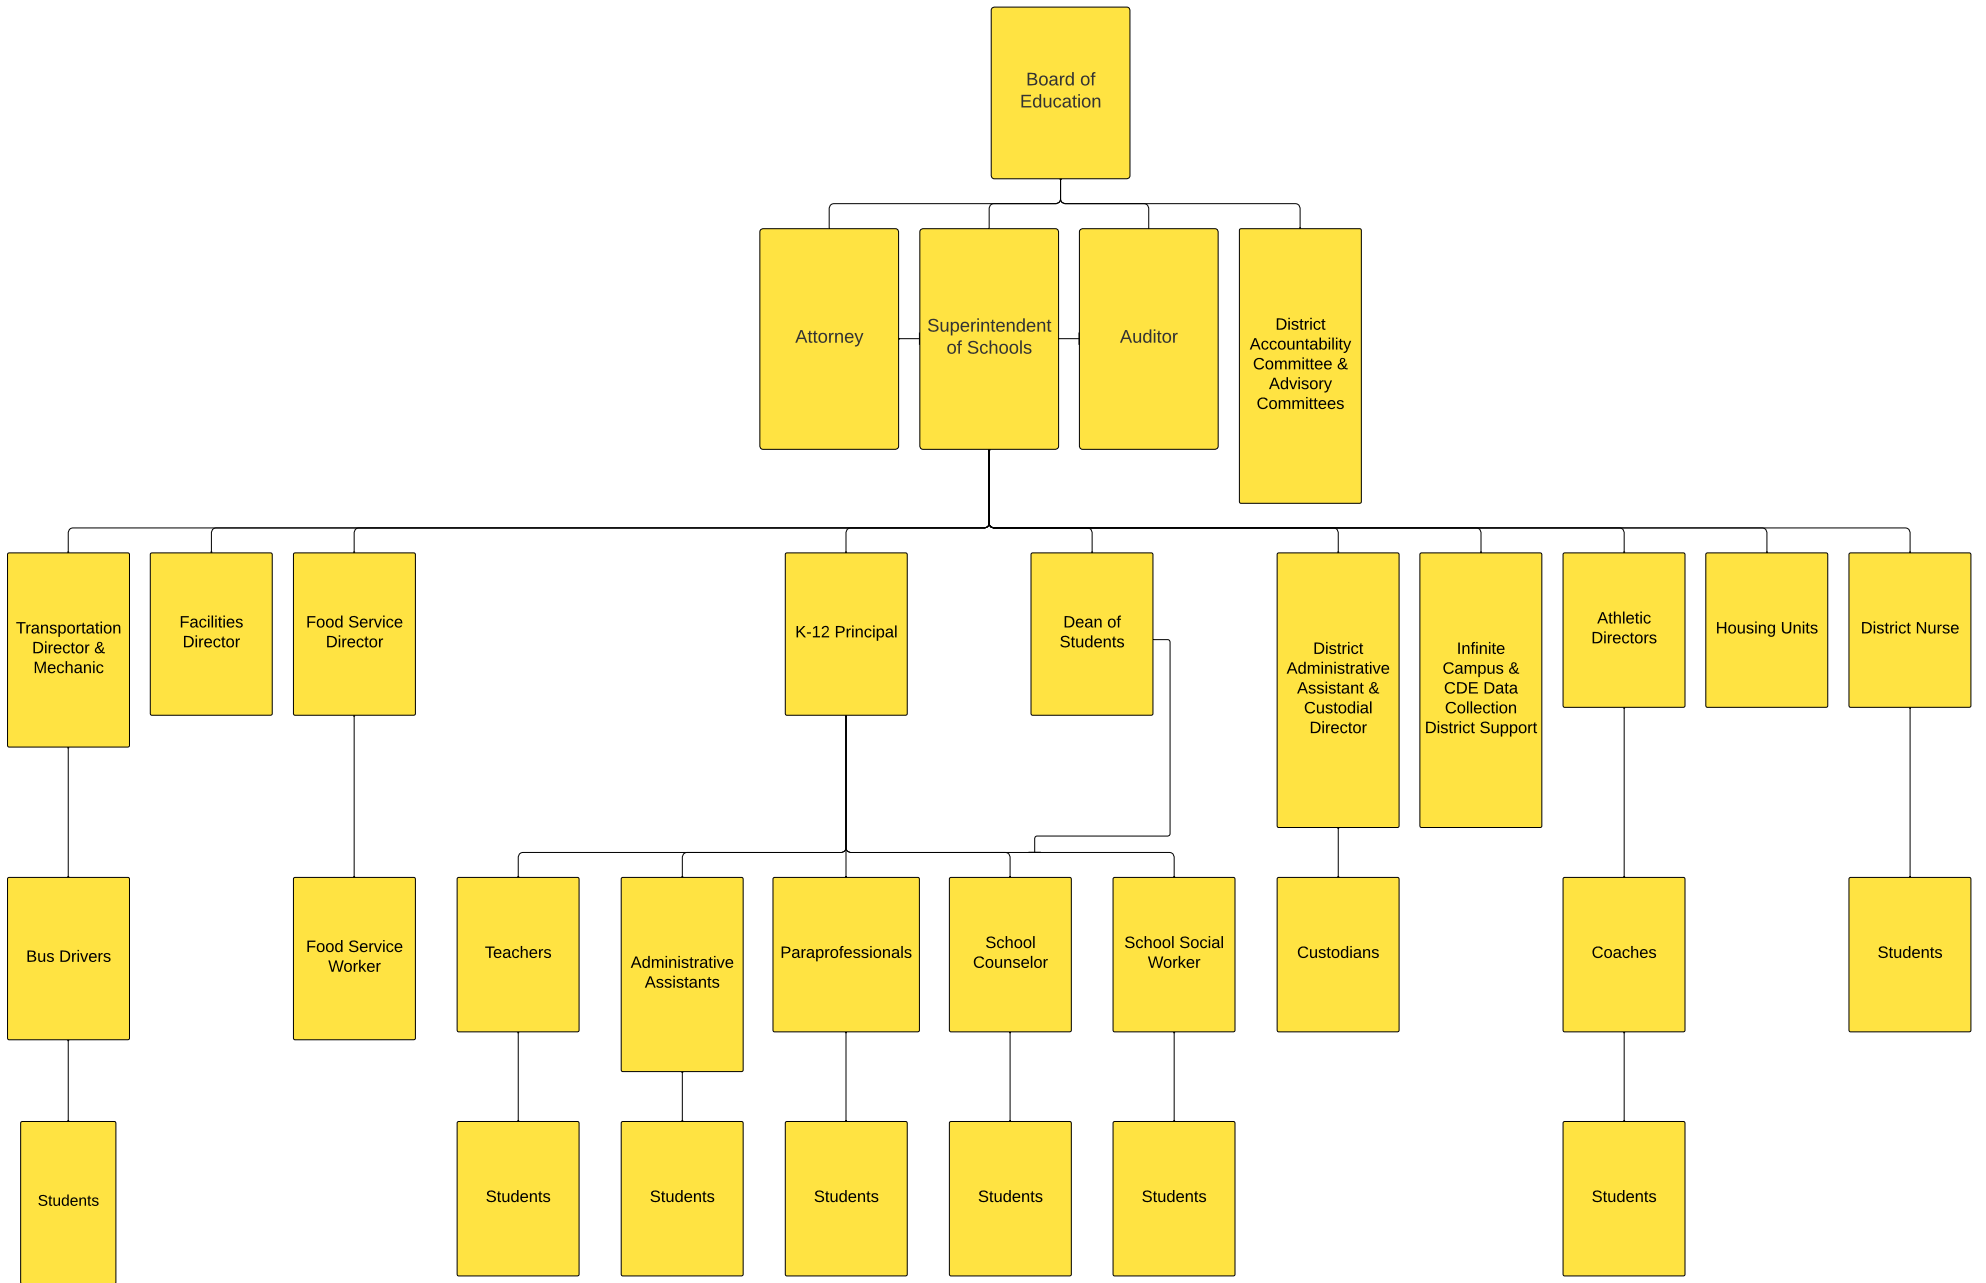 Board of
Education
Attorney
Superintendent
of Schools
Auditor
District
Accountability
Committee &
Advisory
Committees
Transportation
Director &
Mechanic
Facilities
Director
Food Service
Director
K-12 Principal
Dean of
Students
District
Administrative
Assistant &
Custodial
Director
Infinite
Campus &
CDE Data
Collection
District Support
Athletic
Directors
Housing Units
District Nurse
Bus Drivers
Food Service
Worker
Teachers
Administrative
Assistants
Paraprofessionals
School
Counselor
School Social
Worker
Custodians
Coaches
Students
Students
Students
Students
Students
Students
Students
Students